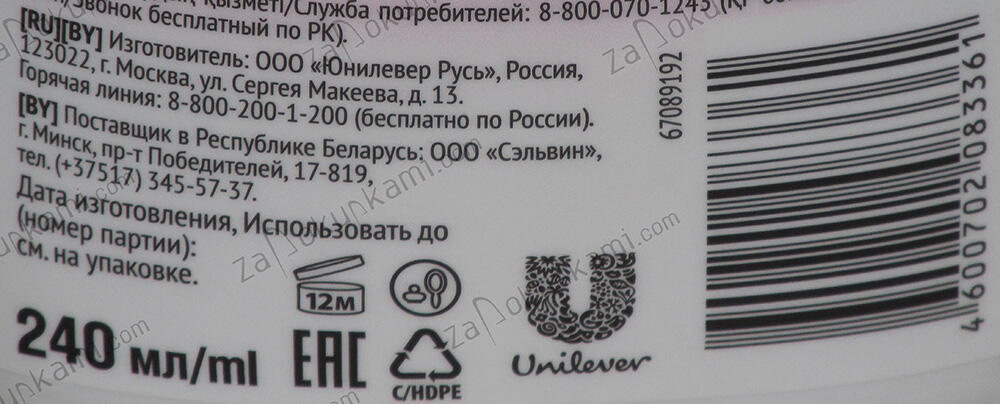 Қызметі/Служба потребителей: 8-800-070-1243
Звонок бесплатный по РК).
[RU][BY] Изготовитель: ООО «Юнилевер Русь», Россия,
123022, г. Москва, ул. Сергея Макеева, д. 13.
Горячая линия: 8-800-200-1-200 (бесплатно по России).
[BY] Поставщик в Республике Беларусь: ООО «Сэльвин»,
г. Минск, пр-т Победителей, 17-819,
тел. (+37517) 345-57-37.
Дата изготовления, Использовать до
(номер партии):
см. на упаковке.
12M
240 мл/ml
EAC
C/HDPE
Unilever
67089192
4600702083361
ZaPokupkami.com